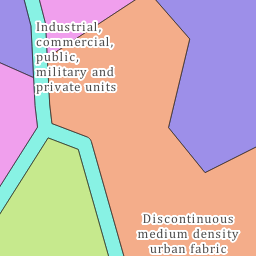 Industrial,
commercial,
public,
military and
private units
Discontinuous
medium density
urban fabric